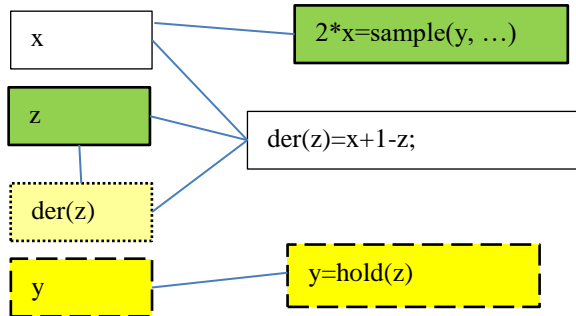 x
2*x=sample(y, …)
z
der(z)=x+1-z;
der(z)
y
y=hold(z)